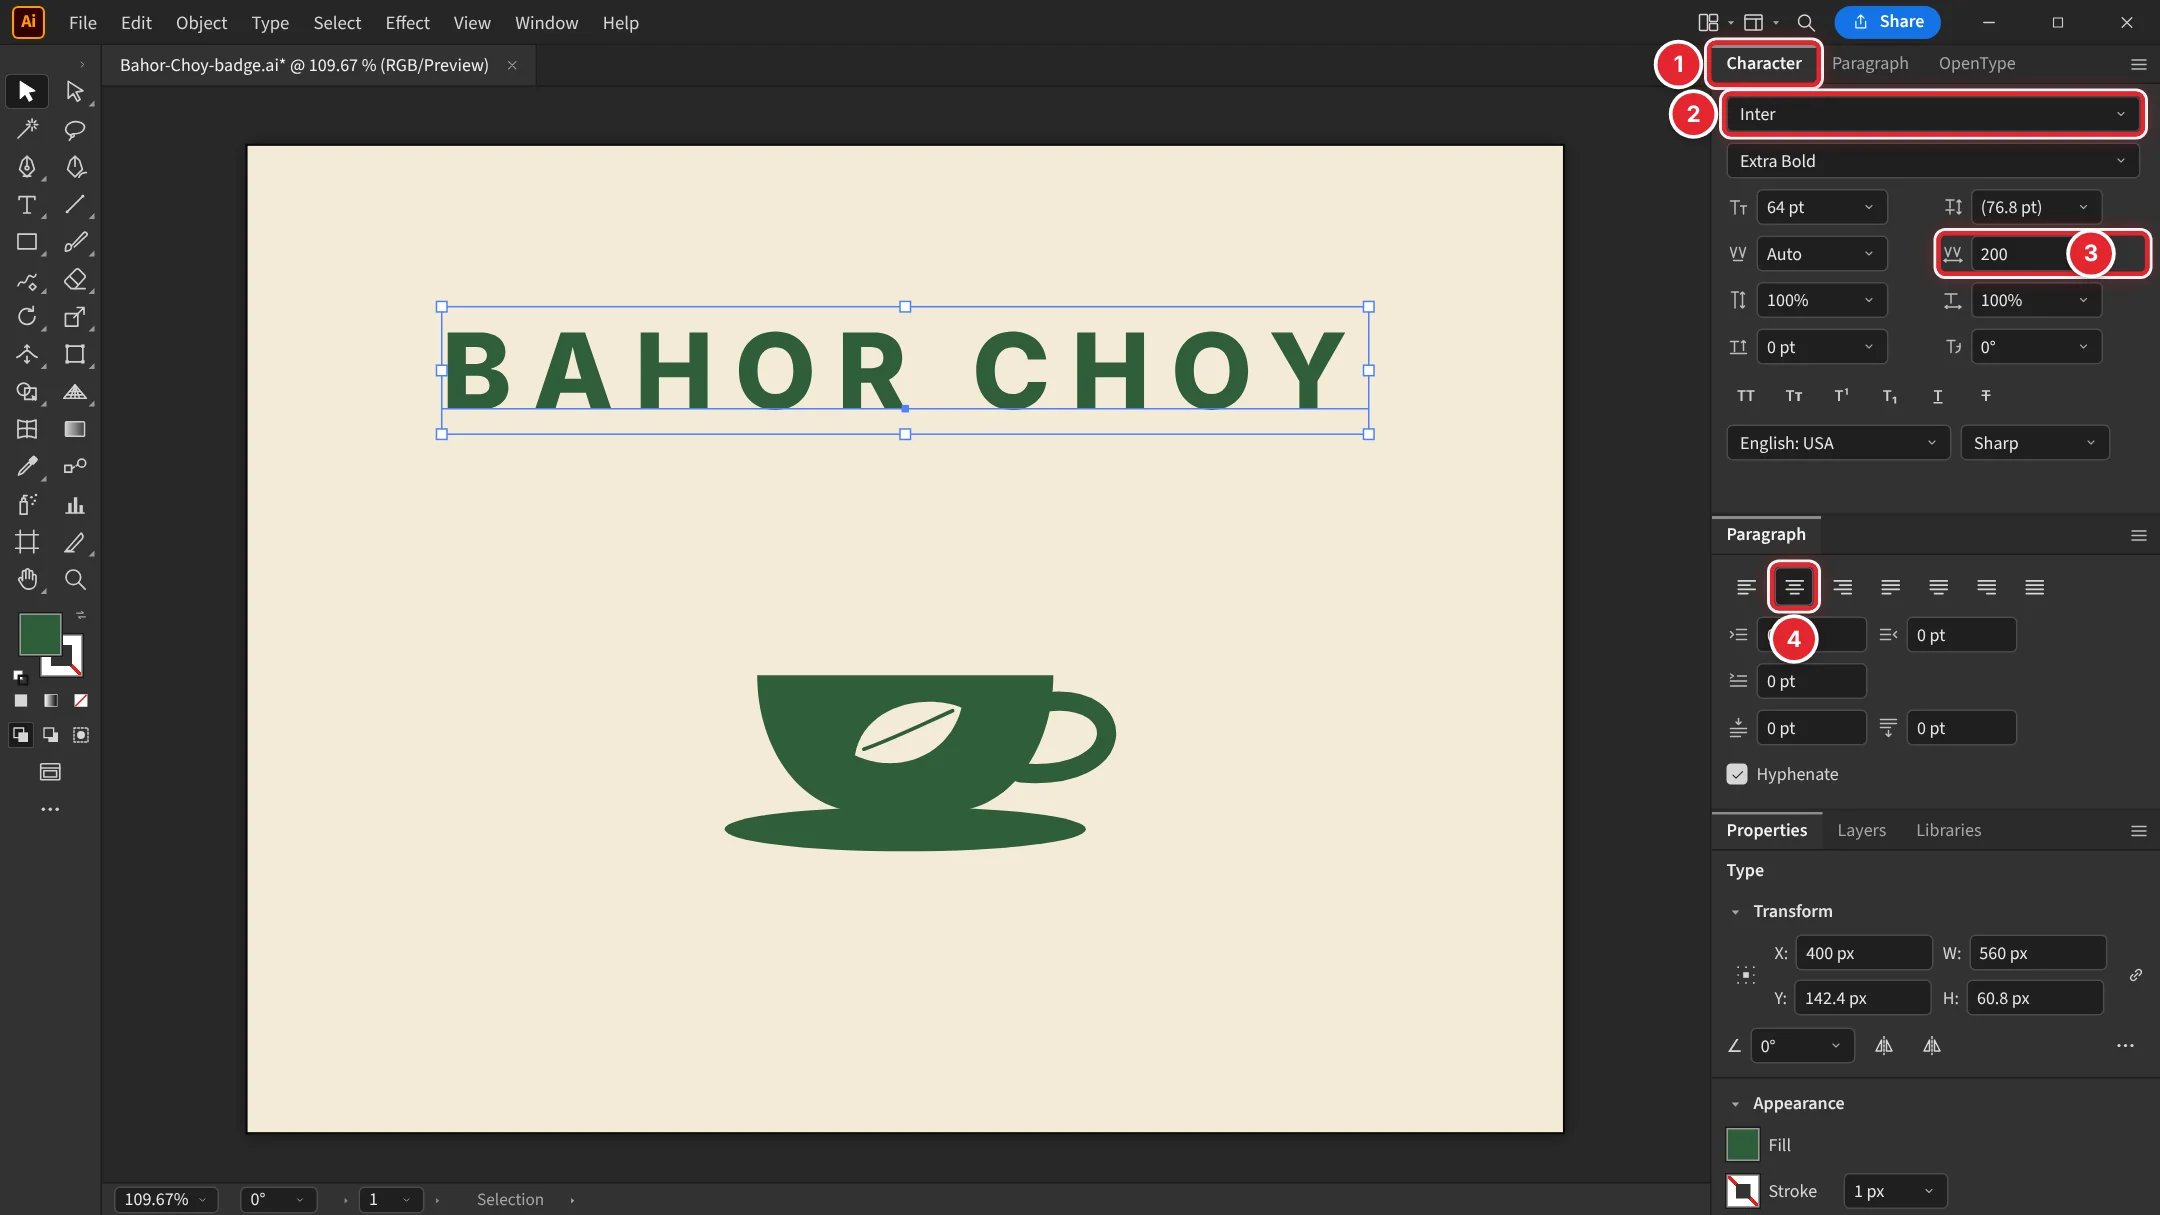 Ai File Edit Object Type Select Effect View Window Help Share
Bahor-Choy-badge.ai* @ 109.67 % (RGB/Preview)
1 Character Paragraph OpenType
2 Inter
Extra Bold
64 pt (76.8 pt)
Auto 200 3
100% 100%
0 pt 0°
English: USA Sharp
BAHOR CHOY
Paragraph
4 0 pt
0 pt
0 pt 0 pt
Hyphenate
Properties Layers Libraries
Type
Transform
X: 400 px W: 560 px
Y: 142.4 px H: 60.8 px
0°
Appearance
Fill
Stroke 1 px
109.67% 0° 1 Selection